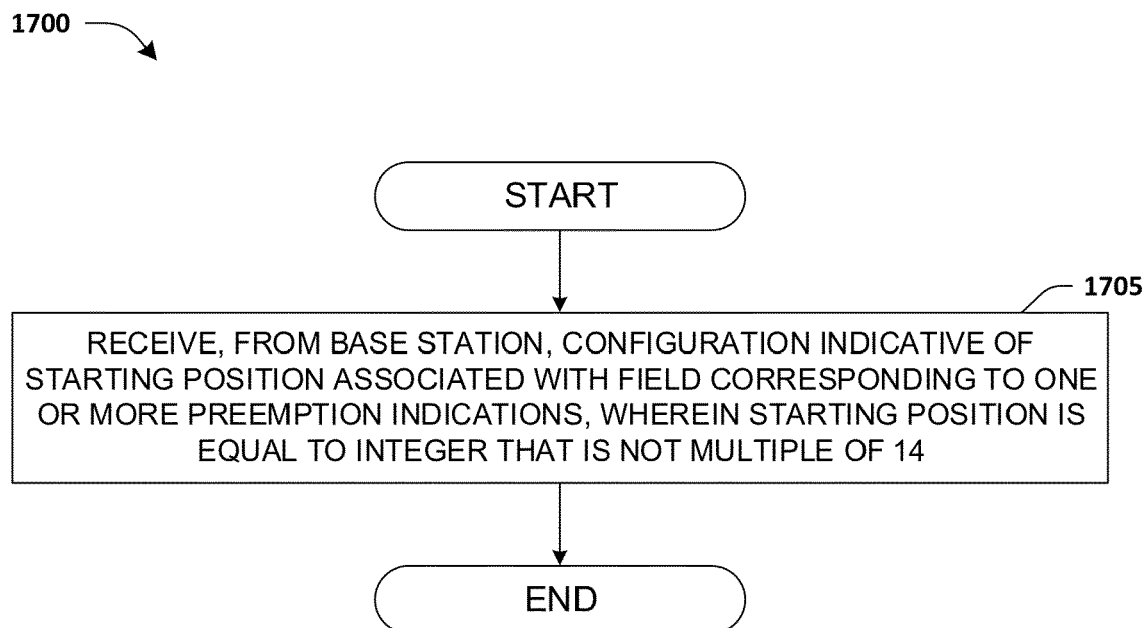 1700
START
1705
RECEIVE, FROM BASE STATION, CONFIGURATION INDICATIVE OF
STARTING POSITION ASSOCIATED WITH FIELD CORRESPONDING TO ONE
OR MORE PREEMPTION INDICATIONS, WHEREIN STARTING POSITION IS
EQUAL TO INTEGER THAT IS NOT MULTIPLE OF 14
END